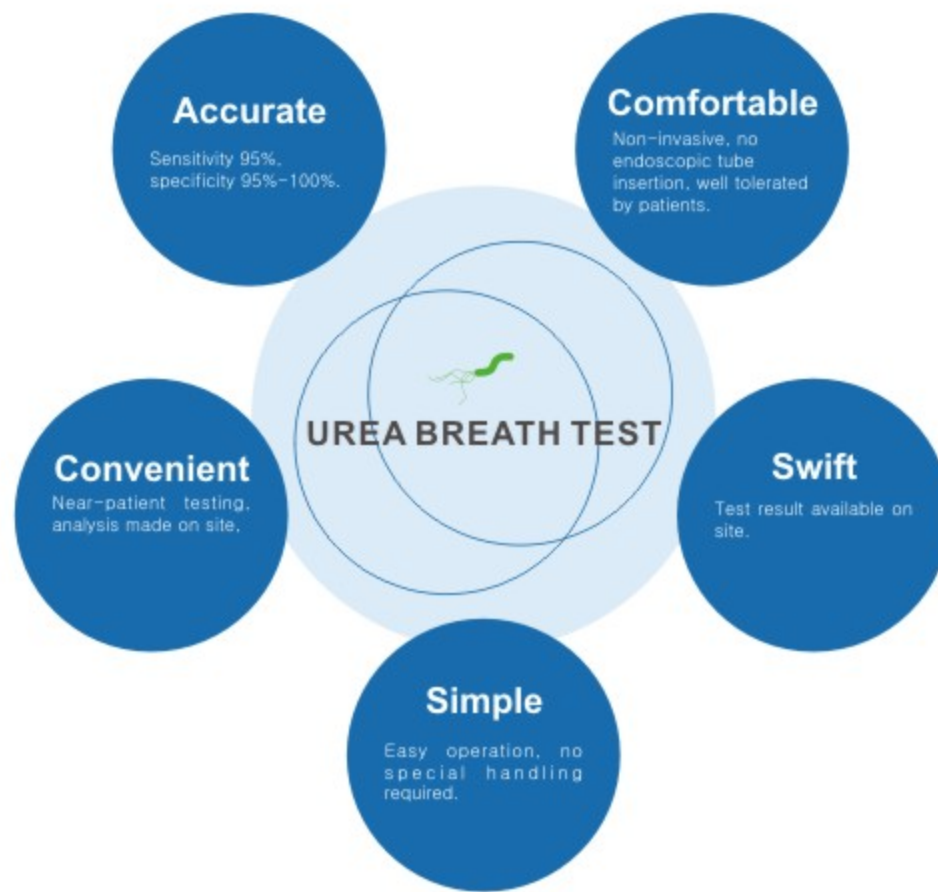 Accurate
Sensitivity 95%,
specificity 95%-100%.
Comfortable
Non-invasive, no
endoscopic tube
insertion, well tolerated
by patients.
UREA BREATH TEST
Convenient
Near-patient testing,
analysis made on site.
Swift
Test result available on
site.
Simple
Easy operation, no
special handling
required.